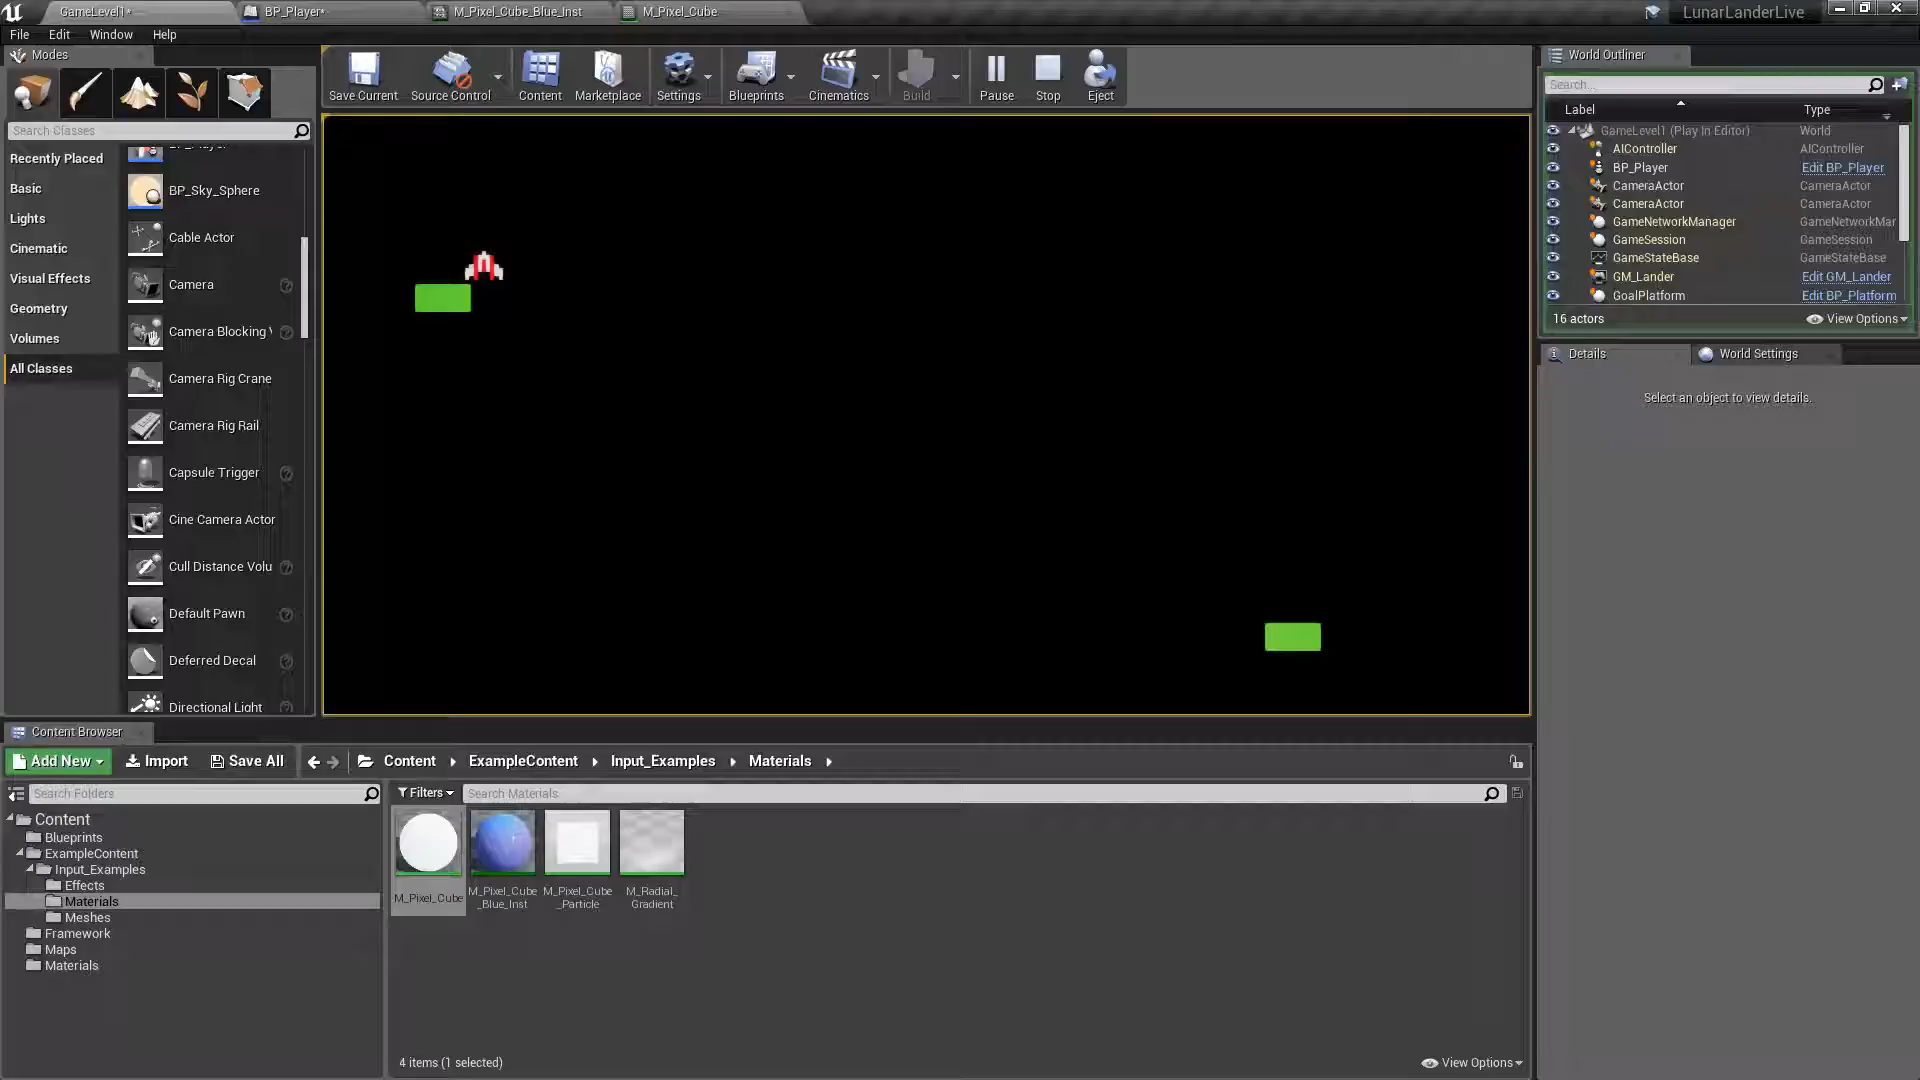 GameLevel1*
BP_Player*
M_Pixel_Cube_Blue_Inst
M_Pixel_Cube
LunarLanderLive
File Edit Window Help
Modes
Search Classes
Recently Placed
Basic
Lights
Cinematic
Visual Effects
Geometry
Volumes
All Classes
BP_Player
BP_Sky_Sphere
Cable Actor
Camera
Camera Blocking V
Camera Rig Crane
Camera Rig Rail
Capsule Trigger
Cine Camera Actor
Cull Distance Volu
Default Pawn
Deferred Decal
Directional Light
Save Current
Source Control
Content
Marketplace
Settings
Blueprints
Cinematics
Build
Pause
Stop
Eject
World Outliner
Search...
Label Type
GameLevel1 (Play In Editor) World
AIController AIController
BP_Player Edit BP_Player
CameraActor CameraActor
CameraActor CameraActor
GameNetworkManager GameNetworkMar
GameSession GameSession
GameStateBase GameStateBase
GM_Lander Edit GM_Lander
GoalPlatform Edit BP_Platform
16 actors
View Options
Details
World Settings
Select an object to view details.
Content Browser
Add New
Import
Save All
Content
ExampleContent
Input_Examples
Materials
Search Folders
Filters
Search Materials
Content
Blueprints
ExampleContent
Input_Examples
Effects
Materials
Meshes
Framework
Maps
Materials
M_Pixel_Cube
M_Pixel_Cube
_Blue_Inst
M_Pixel_Cube
_Particle
M_Radial_
Gradient
4 items (1 selected)
View Options